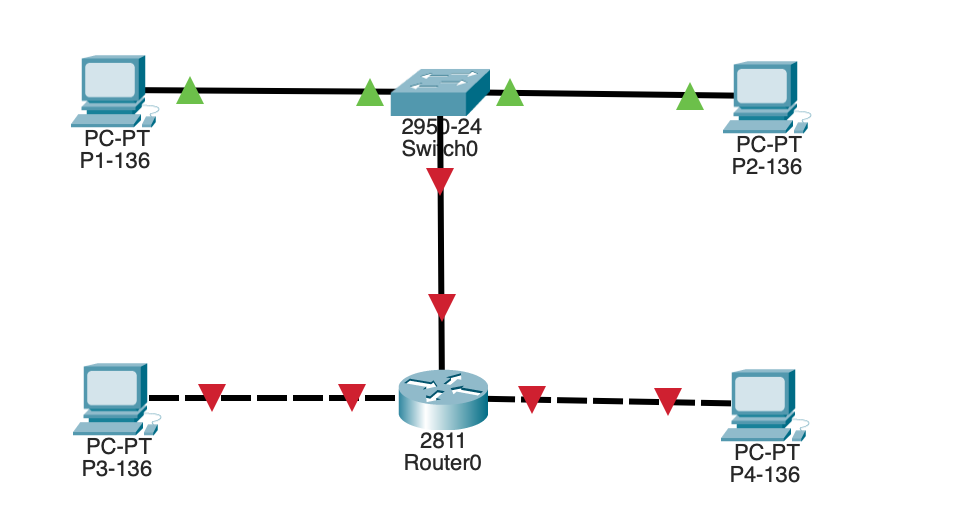 PC-PT
P1-136
2950-24
Switch0
PC-PT
P2-136
PC-PT
P3-136
2811
Router0
PC-PT
P4-136